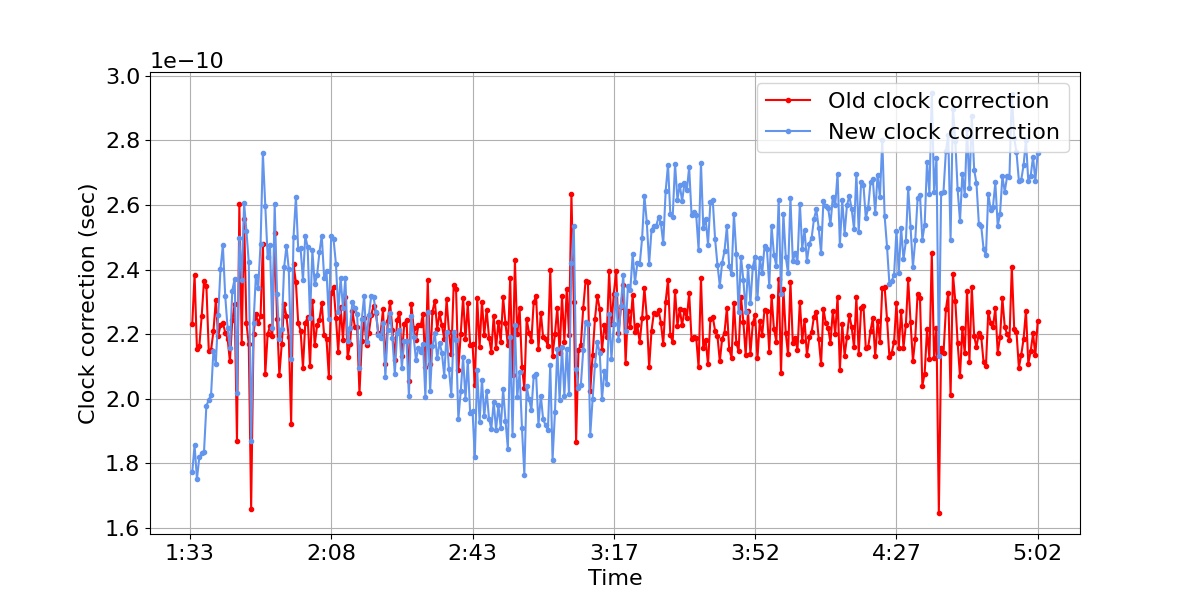 1e−10
3.0
2.8
2.6
2.4
2.2
2.0
1.8
1.6
Clock correction (sec)
Old clock correction
New clock correction
1:33 2:08 2:43 3:17 3:52 4:27 5:02
Time